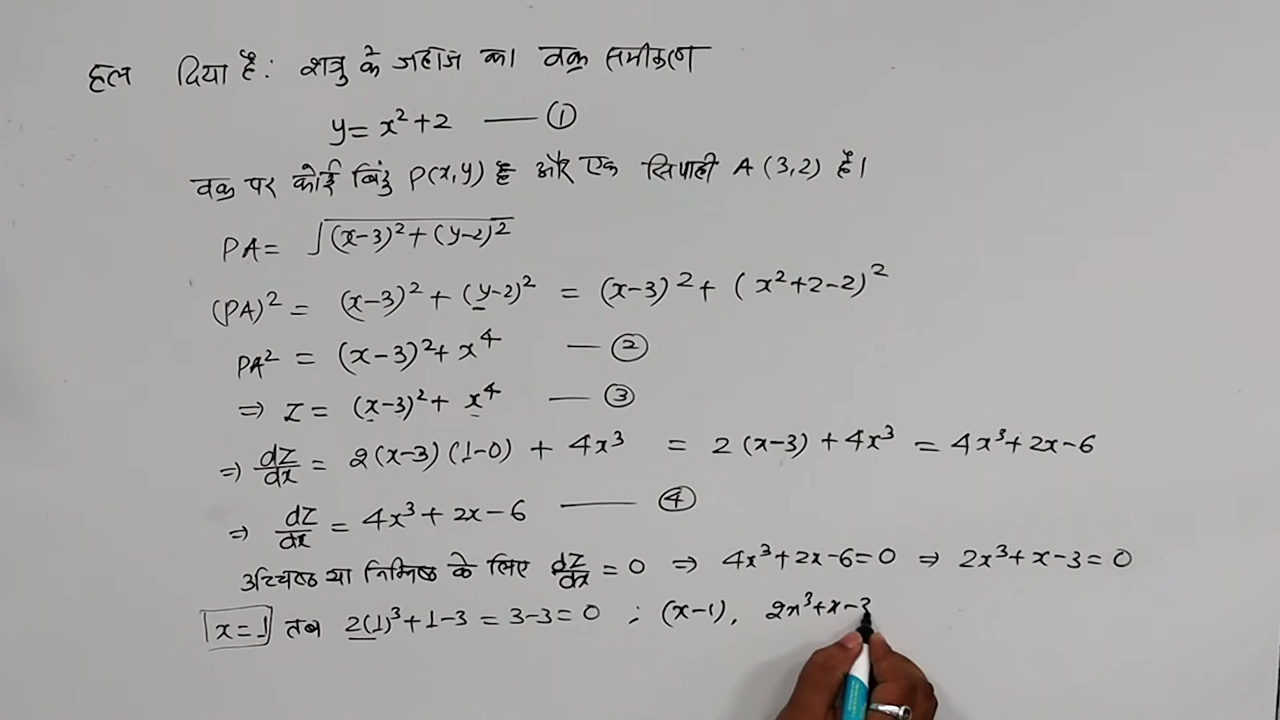 हल दिया है: शत्रु के जहाज का वक्र समीकरण
y = x²+2 —— ①
वक्र पर कोई बिंदु P(x,y) है और एक सिपाही A (3,2) है।
PA = √(x-3)²+(y-2)²
(PA)² = (x-3)² + (y-2)² = (x-3)² + (x²+2-2)²
PA² = (x-3)²+ x⁴ — ②
⇒ Z = (x-3)²+ x⁴ —— ③
⇒ dZ/dx = 2(x-3)(1-0) + 4x³ = 2(x-3)+4x³ = 4x³+2x-6
⇒ dZ/dx = 4x³+2x-6 —— ④
उच्चिष्ठ या निम्निष्ठ के लिए dZ/dx = 0 ⇒ 4x³+2x-6=0 ⇒ 2x³+x-3=0
x=1 तब 2(1)³+1-3 = 3-3=0 ; (x-1), 2x³+x-3